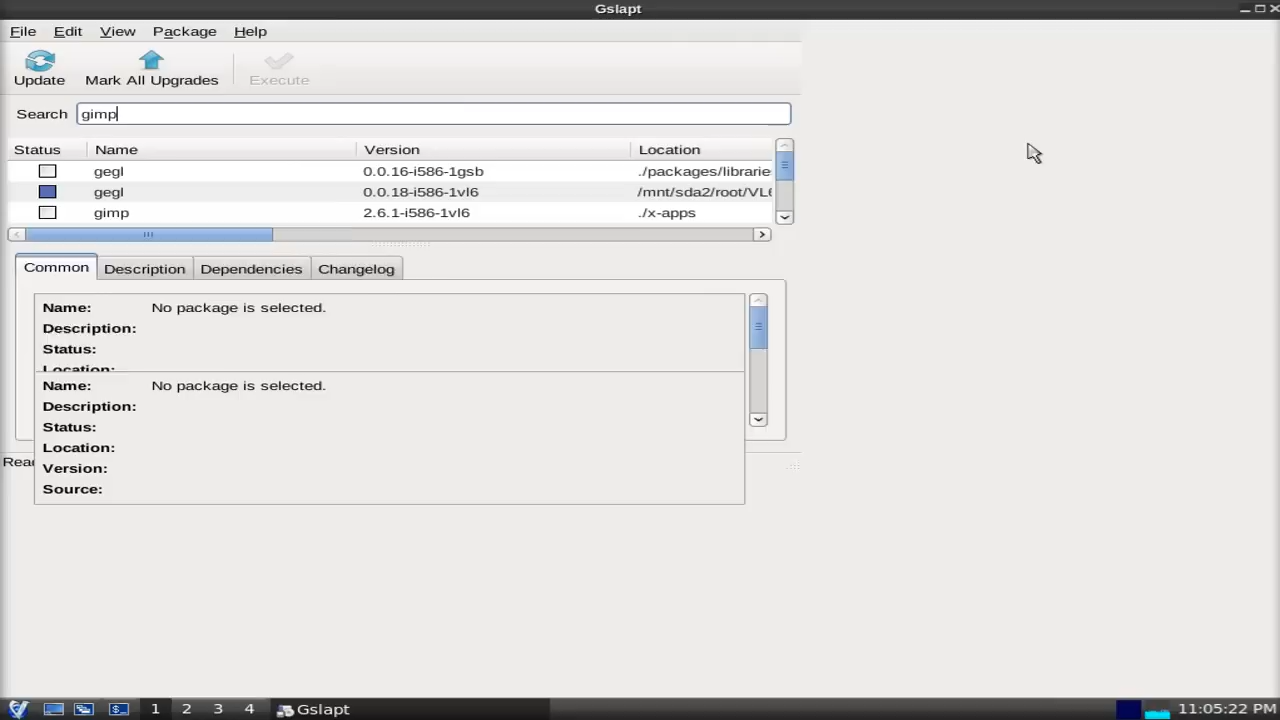 Gslapt
File Edit View Package Help
Update Mark All Upgrades Execute
Search gimp
Status Name Version Location
gegl 0.0.16-i586-1gsb ./packages/librarie
gegl 0.0.18-i586-1vl6 /mnt/sda2/root/VL6
gimp 2.6.1-i586-1vl6 ./x-apps
Common Description Dependencies Changelog
Name: No package is selected.
Description:
Status:
Location:
Name: No package is selected.
Description:
Status:
Location:
Read
Version:
Source:
1 2 3 4 Gslapt 11:05:22 PM